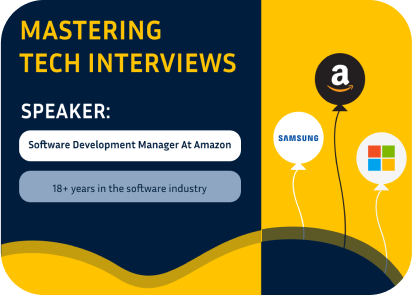 MASTERING
TECH INTERVIEWS
SPEAKER:
Software Development Manager At Amazon
18+ years in the software industry
a
SAMSUNG